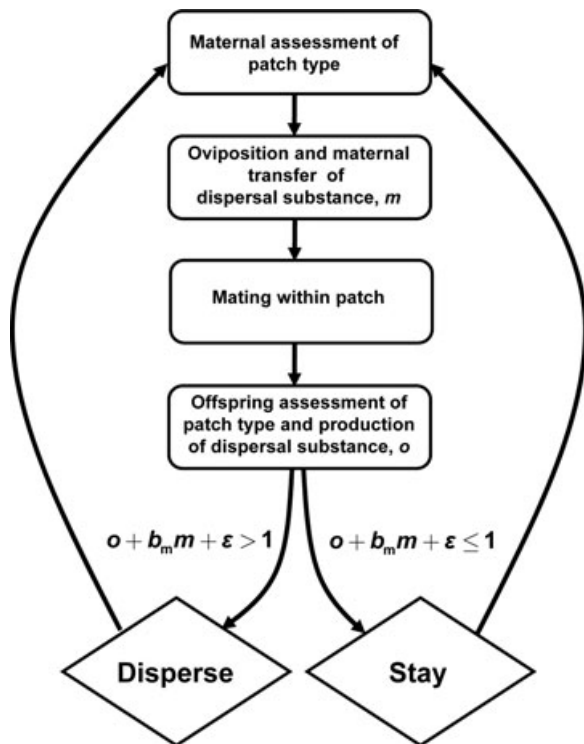 Maternal assessment of
patch type
Oviposition and maternal
transfer of
dispersal substance, m
Mating within patch
Offspring assessment of
patch type and production
of dispersal substance, o
o + bₘm + ε > 1
o + bₘm + ε ≤ 1
Disperse
Stay